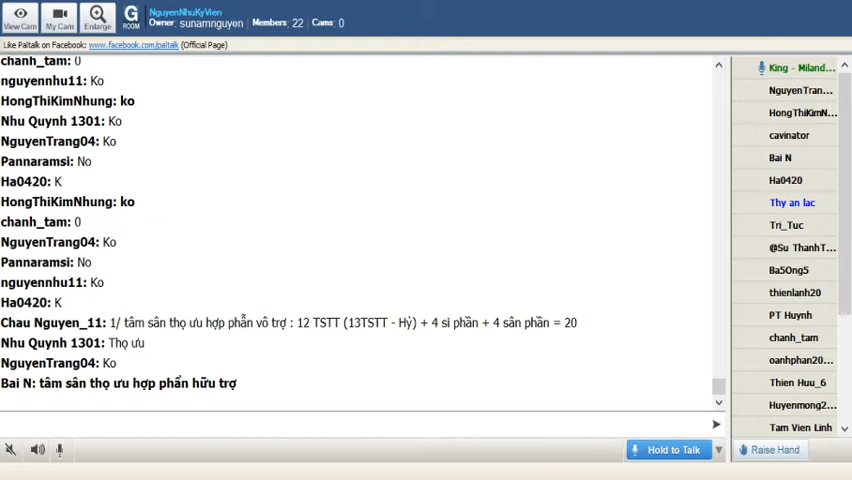 View Cam
My Cam
Enlarge
G
ROOM
NguyenNhuKyVien
Owner: sunamnguyen Members: 22 Cams: 0
Like Paltalk on Facebook: www.facebook.com/paltalk (Official Page)
chanh_tam: 0
nguyennhu11: Ko
HongThiKimNhung: ko
Nhu Quynh 1301: Ko
NguyenTrang04: Ko
Pannaramsi: No
Ha0420: K
HongThiKimNhung: ko
chanh_tam: 0
NguyenTrang04: Ko
Pannaramsi: No
nguyennhu11: Ko
Ha0420: K
Chau Nguyen_11: 1/ tâm sân thọ ưu hợp phẫn vô trợ : 12 TSTT (13TSTT - Hỷ) + 4 si phần + 4 sân phần = 20
Nhu Quynh 1301: Thọ ưu
NguyenTrang04: Ko
Bai N: tâm sân thọ ưu hợp phẩn hữu trợ
Hold to Talk
King - Miland...
NguyenTran...
HongThiKimN...
cavinator
Bai N
Ha0420
Thy an lac
Tri_Tuc
@Su ThanhT...
Ba5Ong5
thienlanh20
PT Huynh
chanh_tam
oanhphan20...
Thien Huu_6
Huyenmong2...
Tam Vien Linh
Raise Hand